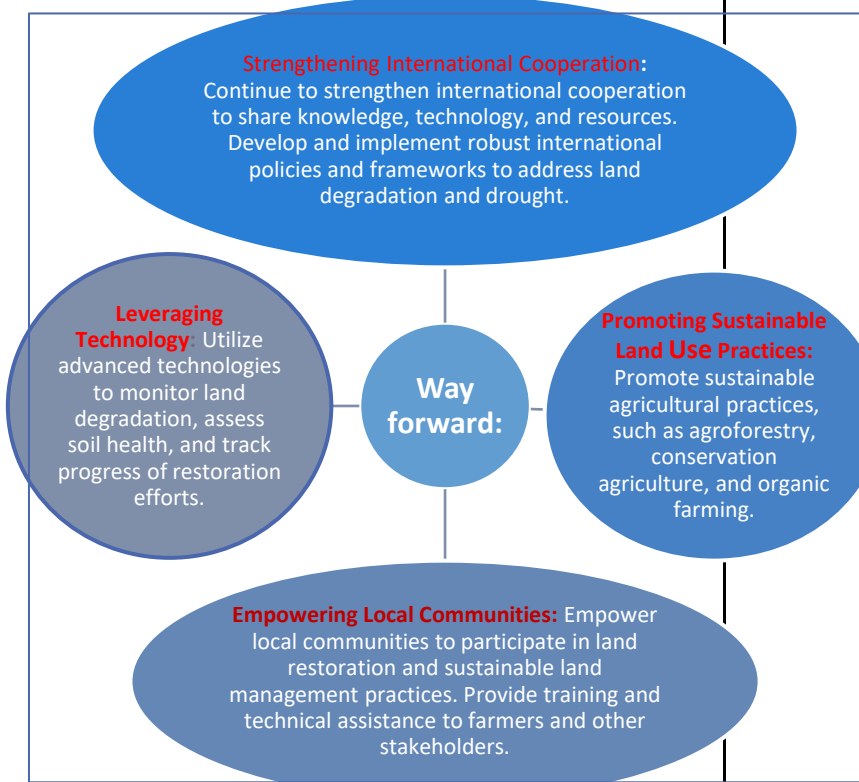 Strengthening International Cooperation:
Continue to strengthen international cooperation
to share knowledge, technology, and resources.
Develop and implement robust international
policies and frameworks to address land
degradation and drought.
Leveraging
Technology: Utilize
advanced technologies
to monitor land
degradation, assess
soil health, and track
progress of restoration
efforts.
Way
forward:
Promoting Sustainable
Land Use Practices:
Promote sustainable
agricultural practices,
such as agroforestry,
conservation
agriculture, and organic
farming.
Empowering Local Communities: Empower
local communities to participate in land
restoration and sustainable land
management practices. Provide training and
technical assistance to farmers and other
stakeholders.